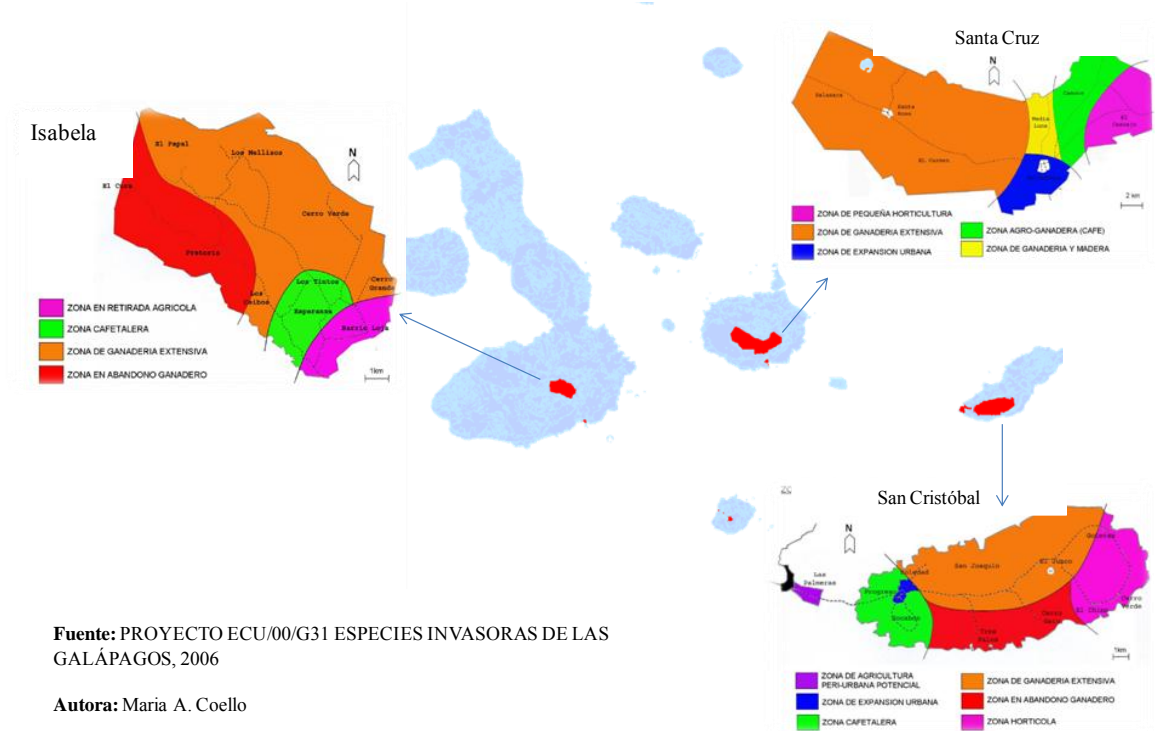 Isabela
N
El Papal
Los Mellizos
El Cura
Cerro Verde
Pretorio
Los Ceibos
Los Tintos
Cerro Grande
Esperanza
Barrio Loja
ZONA EN RETIRADA AGRICOLA
ZONA CAFETALERA
ZONA DE GANADERIA EXTENSIVA
ZONA EN ABANDONO GANADERO
1km
Santa Cruz
N
Salasaca
Santa Rosa
Media Luna
El Cascajo
El Carmen
2 km
ZONA DE PEQUEÑA HORTICULTURA
ZONA DE GANADERIA EXTENSIVA
ZONA DE EXPANSION URBANA
ZONA AGRO-GANADERA (CAFE)
ZONA DE GANADERIA Y MADERA
San Cristóbal
N
Las Palmeras
Soledad
San Joaquin
Progreso
Socavon
Tres Palos
Cerro Gato
El Chino
Cerro Verde
1km
ZONA DE AGRICULTURA
PERI-URBANA POTENCIAL
ZONA DE EXPANSION URBANA
ZONA CAFETALERA
ZONA DE GANADERIA EXTENSIVA
ZONA EN ABANDONO GANADERO
ZONA HORTICOLA
Fuente: PROYECTO ECU/00/G31 ESPECIES INVASORAS DE LAS
GALÁPAGOS, 2006
Autora: Maria A. Coello